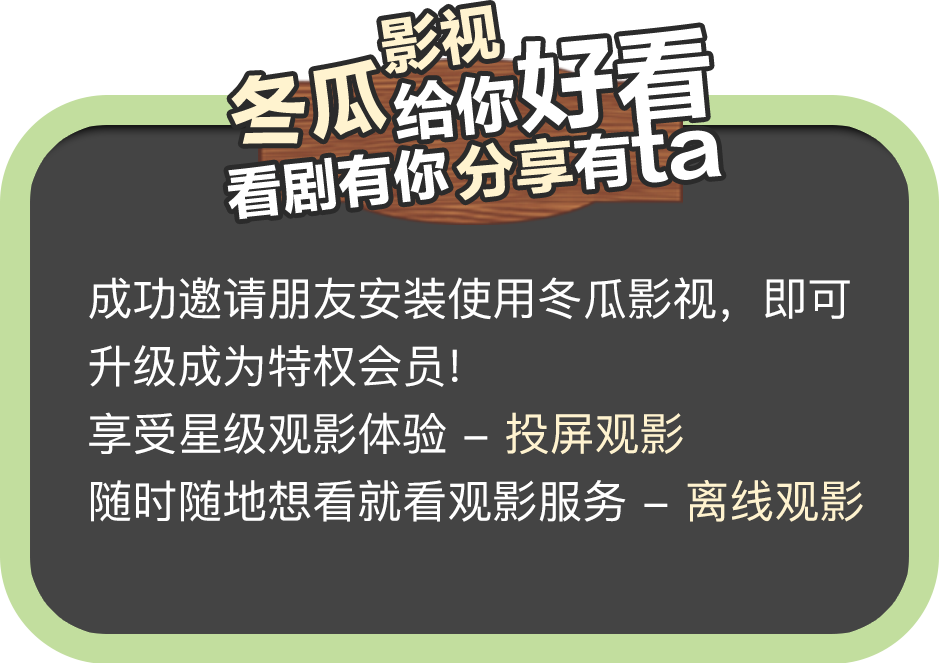 冬瓜影视给你好看
看剧有你 分享有ta
成功邀请朋友安装使用冬瓜影视，即可
升级成为特权会员!
享受星级观影体验 – 投屏观影
随时随地想看就看观影服务 – 离线观影